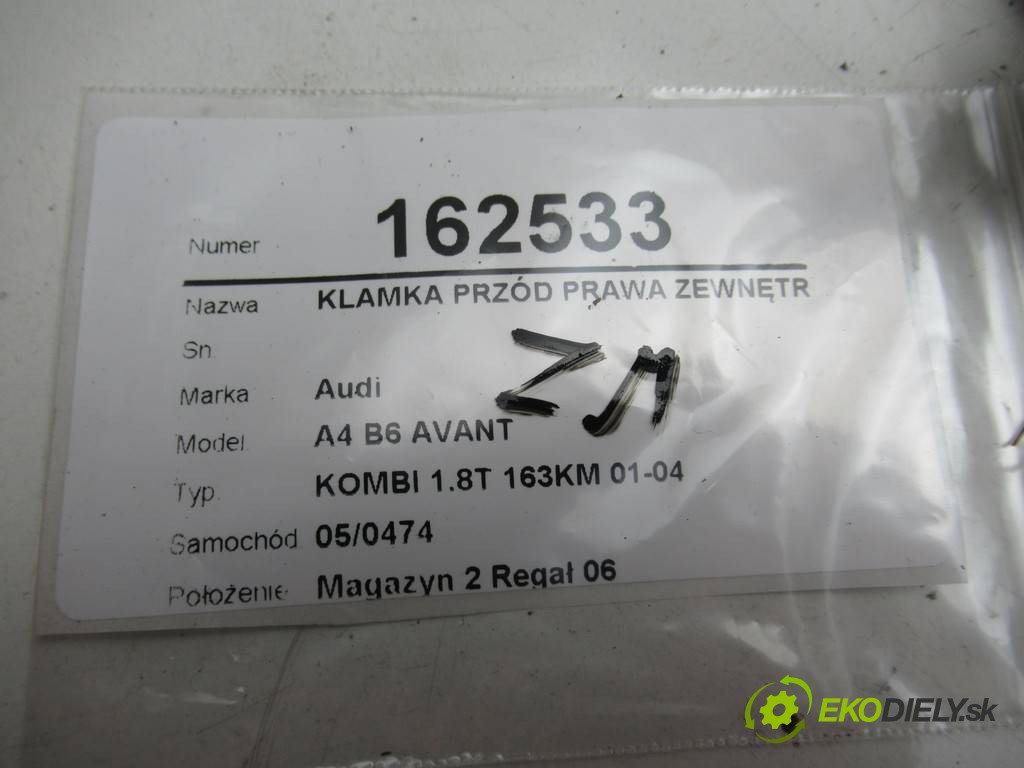 Numer 162533
Nazwa KLAMKA PRZÓD PRAWA ZEWNĘTR
Sn.
Marka Audi
Model. A4 B6 AVANT
Typ. KOMBI 1.8T 163KM 01-04
Samochód 05/0474
Położenie Magazyn 2 Regał 06
EKODIELY.sk